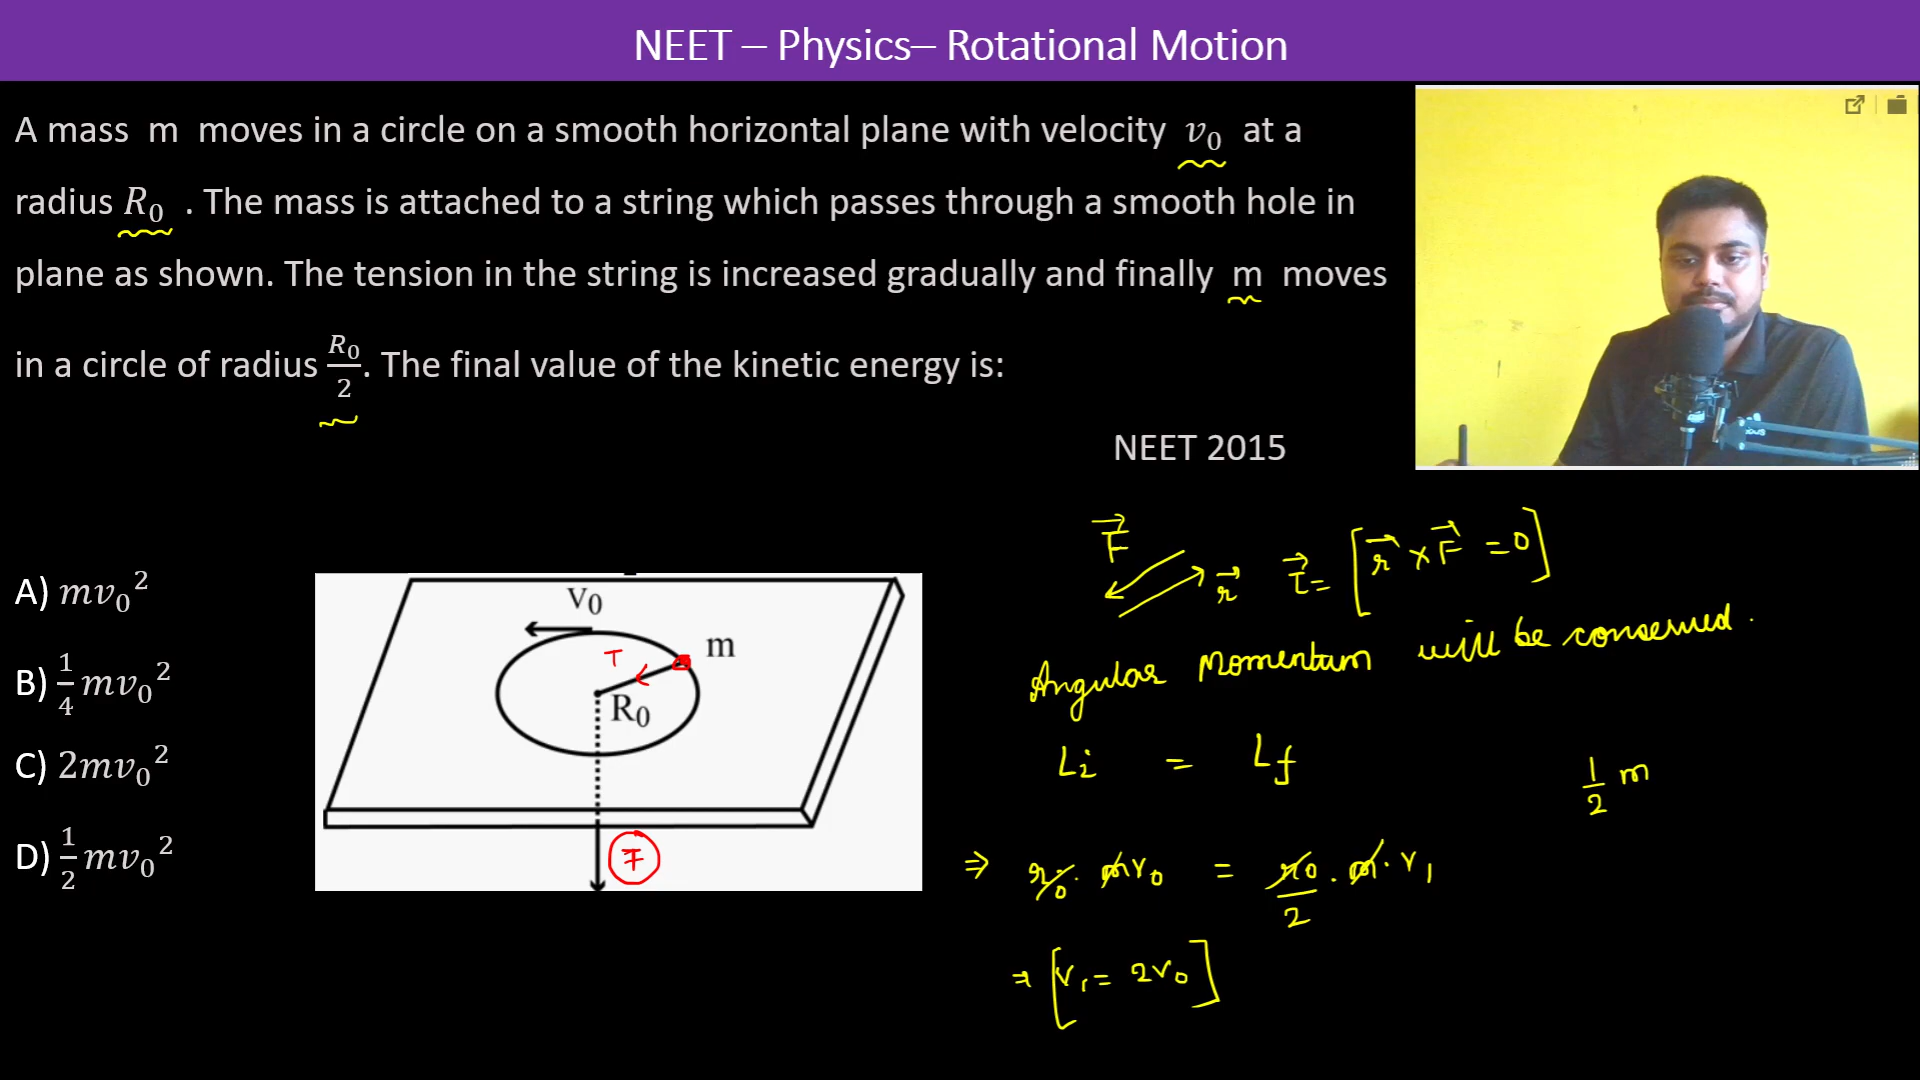 NEET – Physics– Rotational Motion
A mass m moves in a circle on a smooth horizontal plane with velocity v₀ at a
radius R₀ . The mass is attached to a string which passes through a smooth hole in
plane as shown. The tension in the string is increased gradually and finally m moves
in a circle of radius R₀/2. The final value of the kinetic energy is:
NEET 2015
A) mv₀²
B) 1/4 mv₀²
C) 2mv₀²
D) 1/2 mv₀²
V₀
m
T
R₀
F
F⃗ r⃗ τ⃗ = [r⃗ × F⃗ = 0]
Angular Momentum will be conserved.
Li = Lf
1/2 m
⇒ r₀ · mv₀ = r₀/2 · m · v₁
⇒ [v₁ = 2v₀]